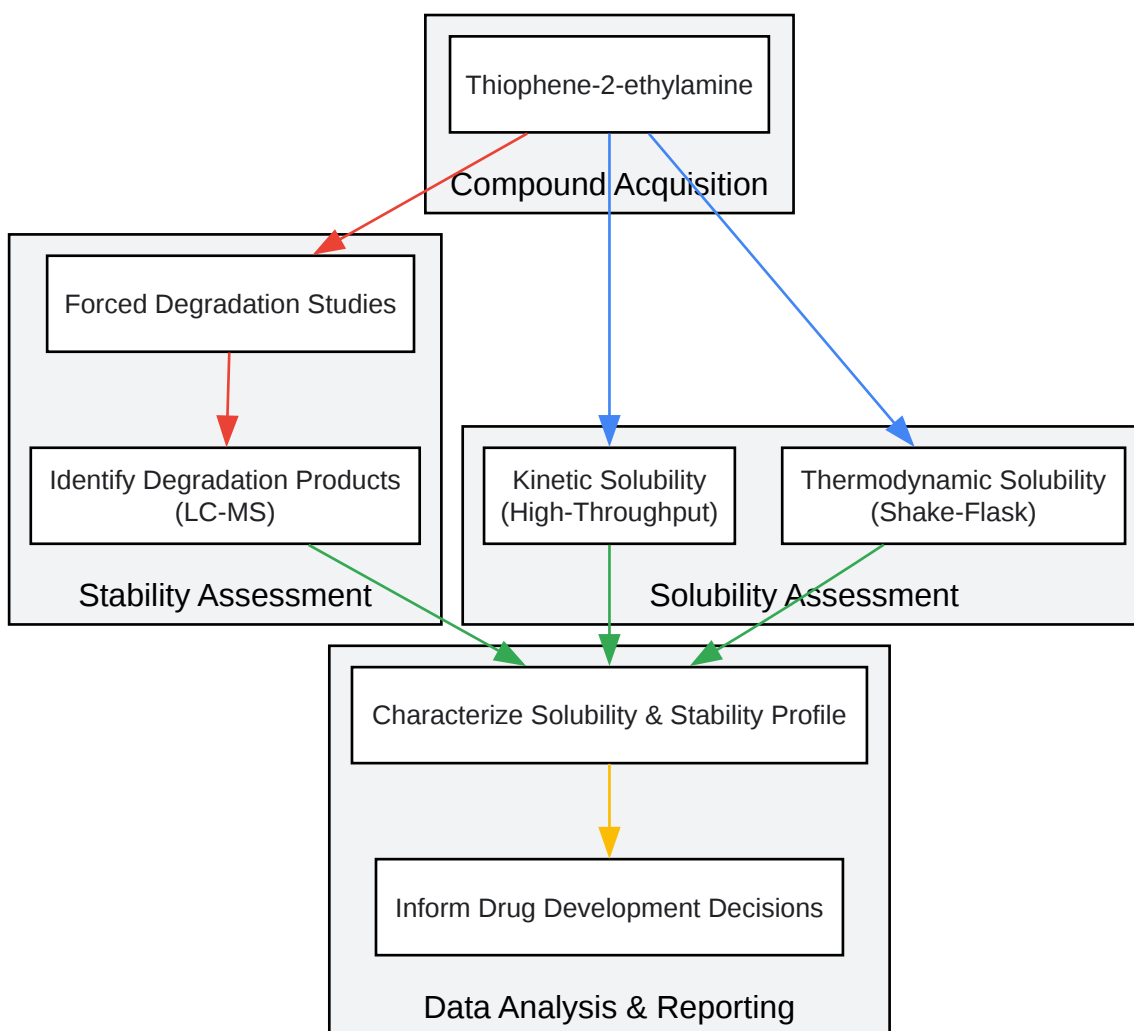 Thiophene-2-ethylamine
Compound Acquisition
Forced Degradation Studies
Identify Degradation Products
(LC-MS)
Stability Assessment
Kinetic Solubility
(High-Throughput)
Thermodynamic Solubility
(Shake-Flask)
Solubility Assessment
Characterize Solubility & Stability Profile
Inform Drug Development Decisions
Data Analysis & Reporting